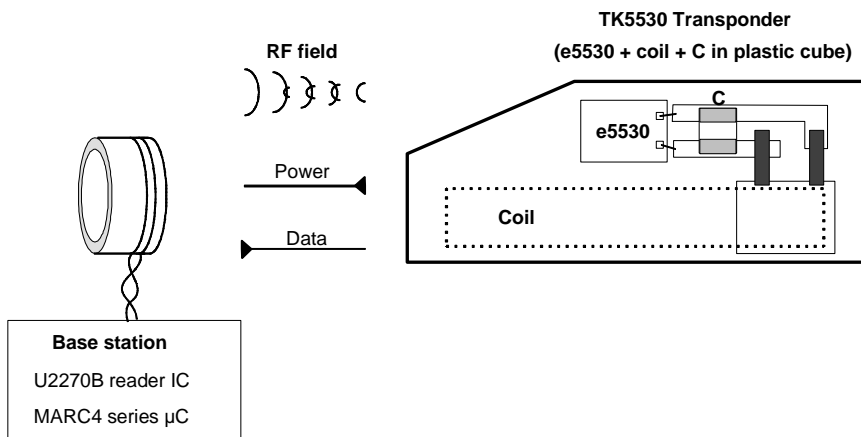 TK5530 Transponder
(e5530 + coil + C in plastic cube)
RF field
C
e5530
Power
Coil
Data
Base station
U2270B reader IC
MARC4 series µC